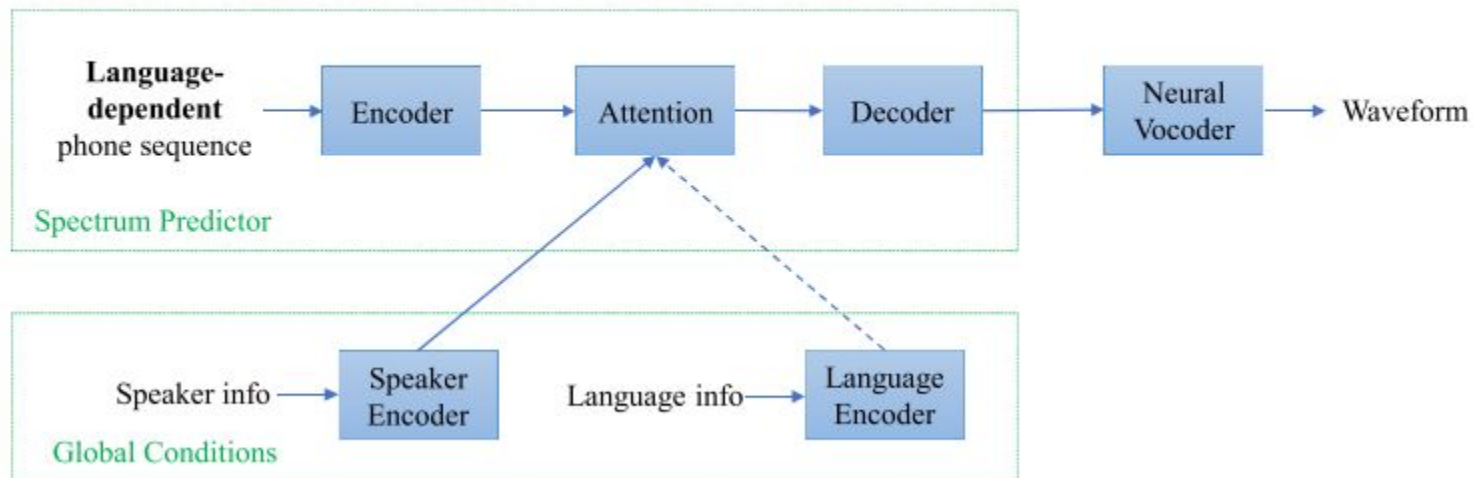 Language-
dependent
phone sequence
Encoder
Attention
Decoder
Neural
Vocoder
Waveform
Spectrum Predictor
Speaker info
Speaker
Encoder
Language info
Language
Encoder
Global Conditions